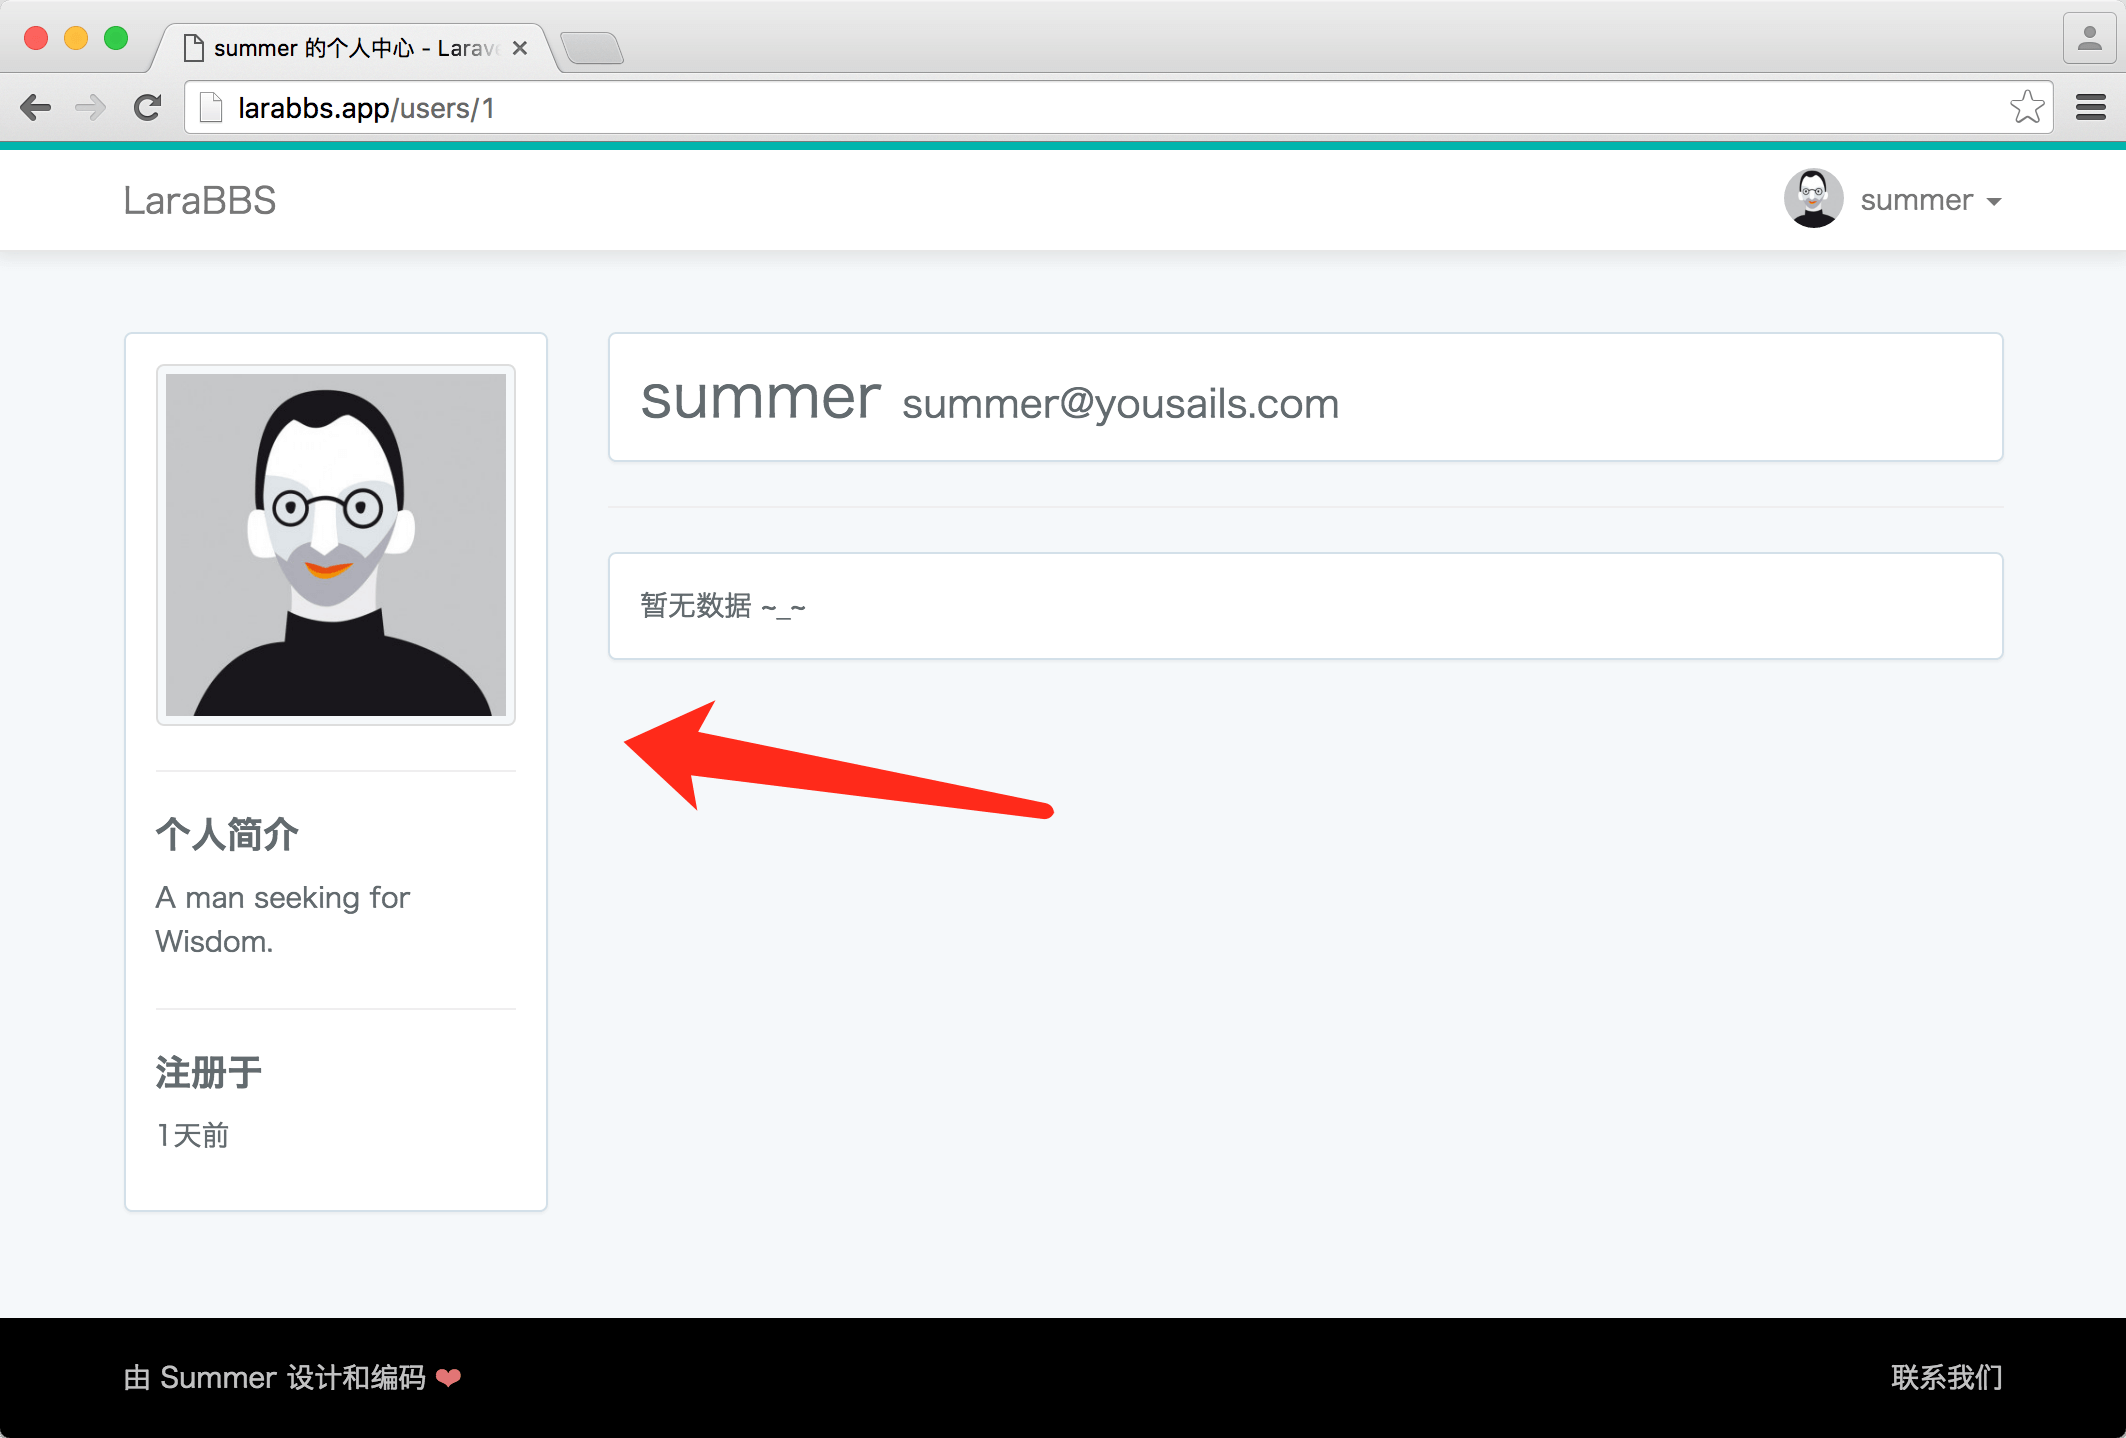 summer 的个人中心 - Larav
larabbs.app/users/1
LaraBBS
summer
summer summer@yousails.com
暂无数据 ~_~
个人简介
A man seeking for
Wisdom.
注册于
1天前
由 Summer 设计和编码 ❤
联系我们